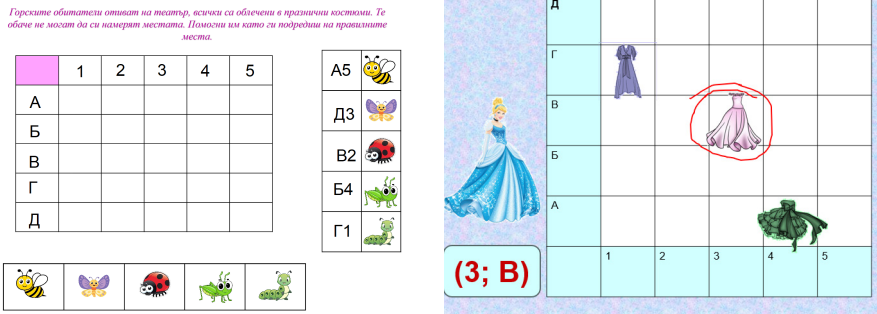 Горските обитатели отиват на театър, всички са облечени в празнични костюми. Те
обаче не могат да си намерят местата. Помогни им като ги подредиш на правилните
места.
1 2 3 4 5
А
Б
В
Г
Д
А5
Д3
В2
Б4
Г1
Д
Г
В
Б
А
1 2 3 4 5
(3; В)